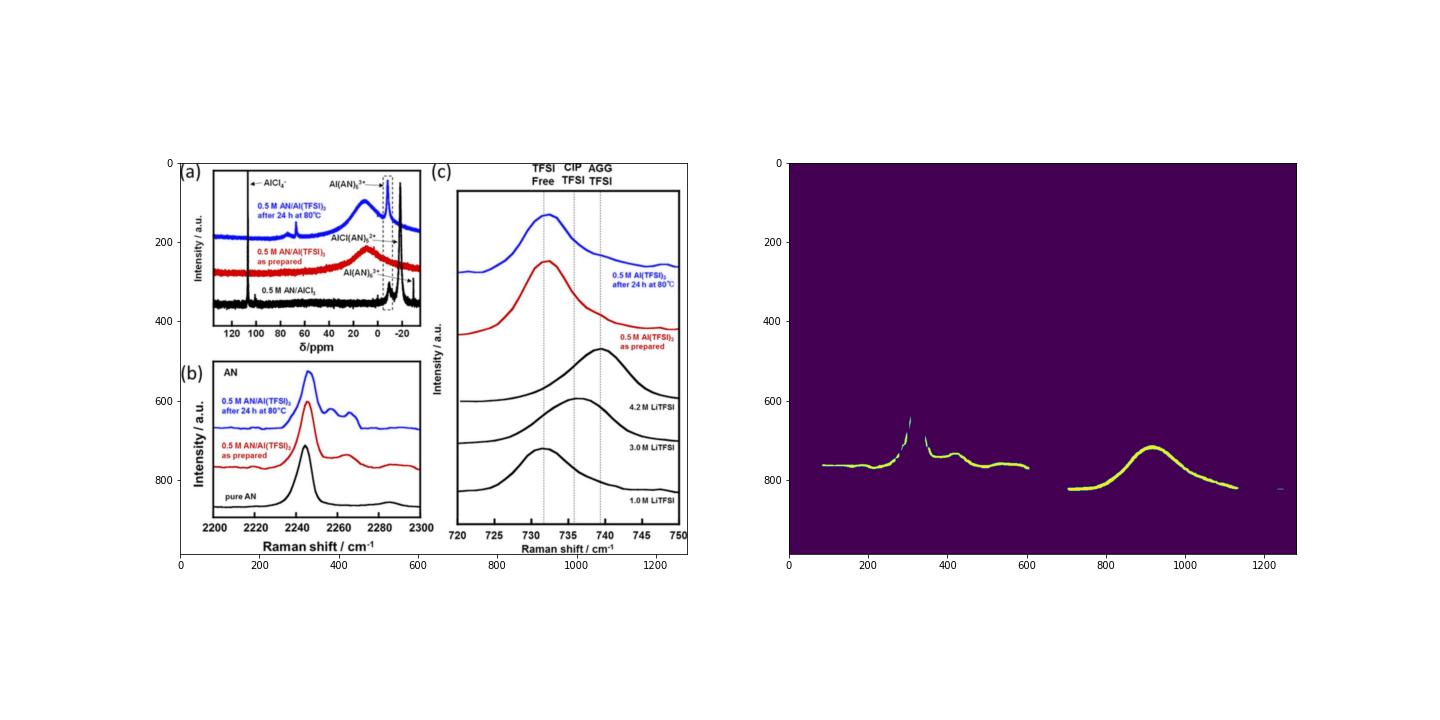 (a)
AlCl4-
Al(AN)63+
0.5 M AN/Al(TFSI)3
after 24 h at 80℃
AlCl(AN)52+
0.5 M AN/Al(TFSI)3
as prepared
Al(AN)63+
0.5 M AN/AlCl3
Intensity / a.u.
120 100 80 60 40 20 0 -20
δ/ppm
(b)
AN
0.5 M AN/Al(TFSI)3
after 24 h at 80°C
0.5 M AN/Al(TFSI)3
as prepared
pure AN
Intensity / a.u.
2200 2220 2240 2260 2280 2300
Raman shift / cm-1
(c)
TFSI CIP AGG
Free TFSI TFSI
0.5 M Al(TFSI)3
after 24 h at 80℃
0.5 M Al(TFSI)3
as prepared
4.2 M LiTFSI
3.0 M LiTFSI
1.0 M LiTFSI
Intensity / a.u.
720 725 730 735 740 745 750
Raman shift / cm-1
0
200
400
600
800
0 200 400 600 800 1000 1200
0
200
400
600
800
0 200 400 600 800 1000 1200